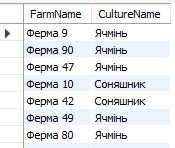 FarmName CultureName
Ферма 9 Ячмінь
Ферма 90 Ячмінь
Ферма 47 Ячмінь
Ферма 10 Соняшник
Ферма 42 Соняшник
Ферма 49 Ячмінь
Ферма 80 Ячмінь